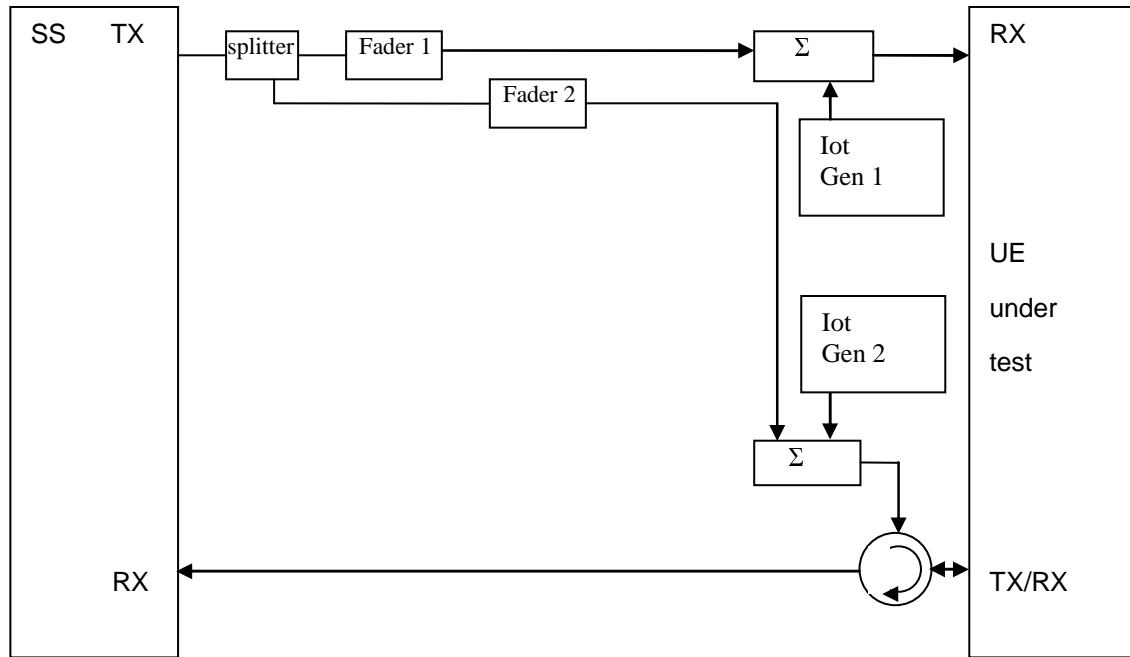 SS TX
splitter
Fader 1
Σ
RX
Fader 2
Iot
Gen 1
UE
under
test
Iot
Gen 2
Σ
RX
TX/RX